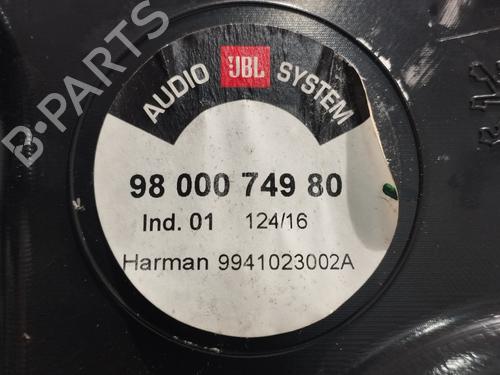 AUDIO JBL SYSTEM
98 000 749 80
Ind. 01 124/16
Harman 9941023002A
B-PARTS